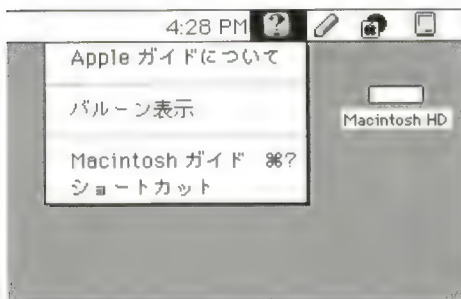 4:28 PM
Apple ガイドについて
バルーン表示
Macintosh HD
Macintosh ガイド ⌘?
ショートカット